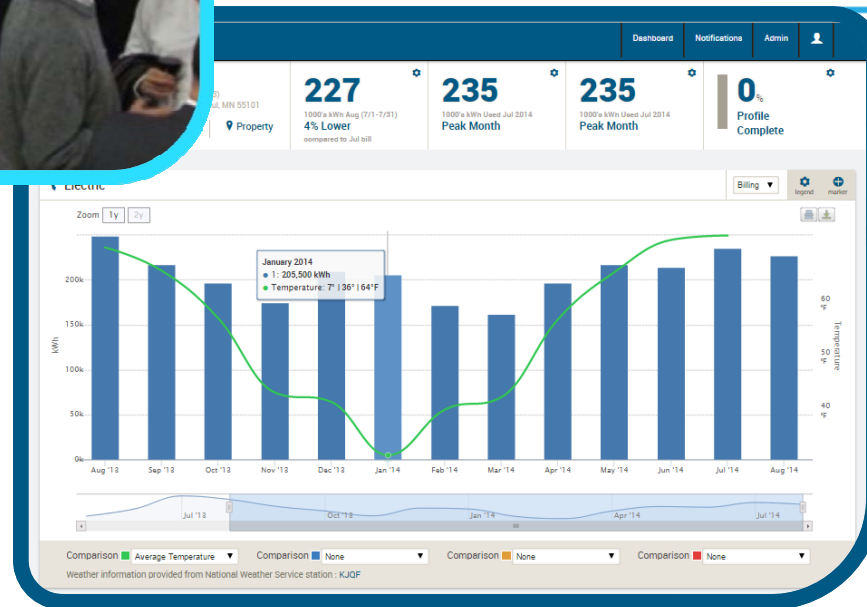 Dashboard Notifications Admin
3)
ul, MN 55101
Property
227
1000's kWh Aug (7/1-7/31)
4% Lower
compared to Jul bill
235
1000's kWh Used Jul 2014
Peak Month
235
1000's kWh Used Jul 2014
Peak Month
0%
Profile
Complete
Electric
Billing ▼
legend marker
Zoom 1y 2y
January 2014
1: 205,500 kWh
Temperature: 7° | 36° | 64°F
200k
150k
100k
50k
0k
kWh
60 °F
50 °F
40 °F
Temperature
Aug '13 Sep '13 Oct '13 Nov '13 Dec '13 Jan '14 Feb '14 Mar '14 Apr '14 May '14 Jun '14 Jul '14 Aug '14
Jul '13 Oct '13 Jan '14 Apr '14 Jul '14
Comparison Average Temperature ▼ Comparison None ▼ Comparison None ▼ Comparison None ▼
Weather information provided from National Weather Service station : KJQF